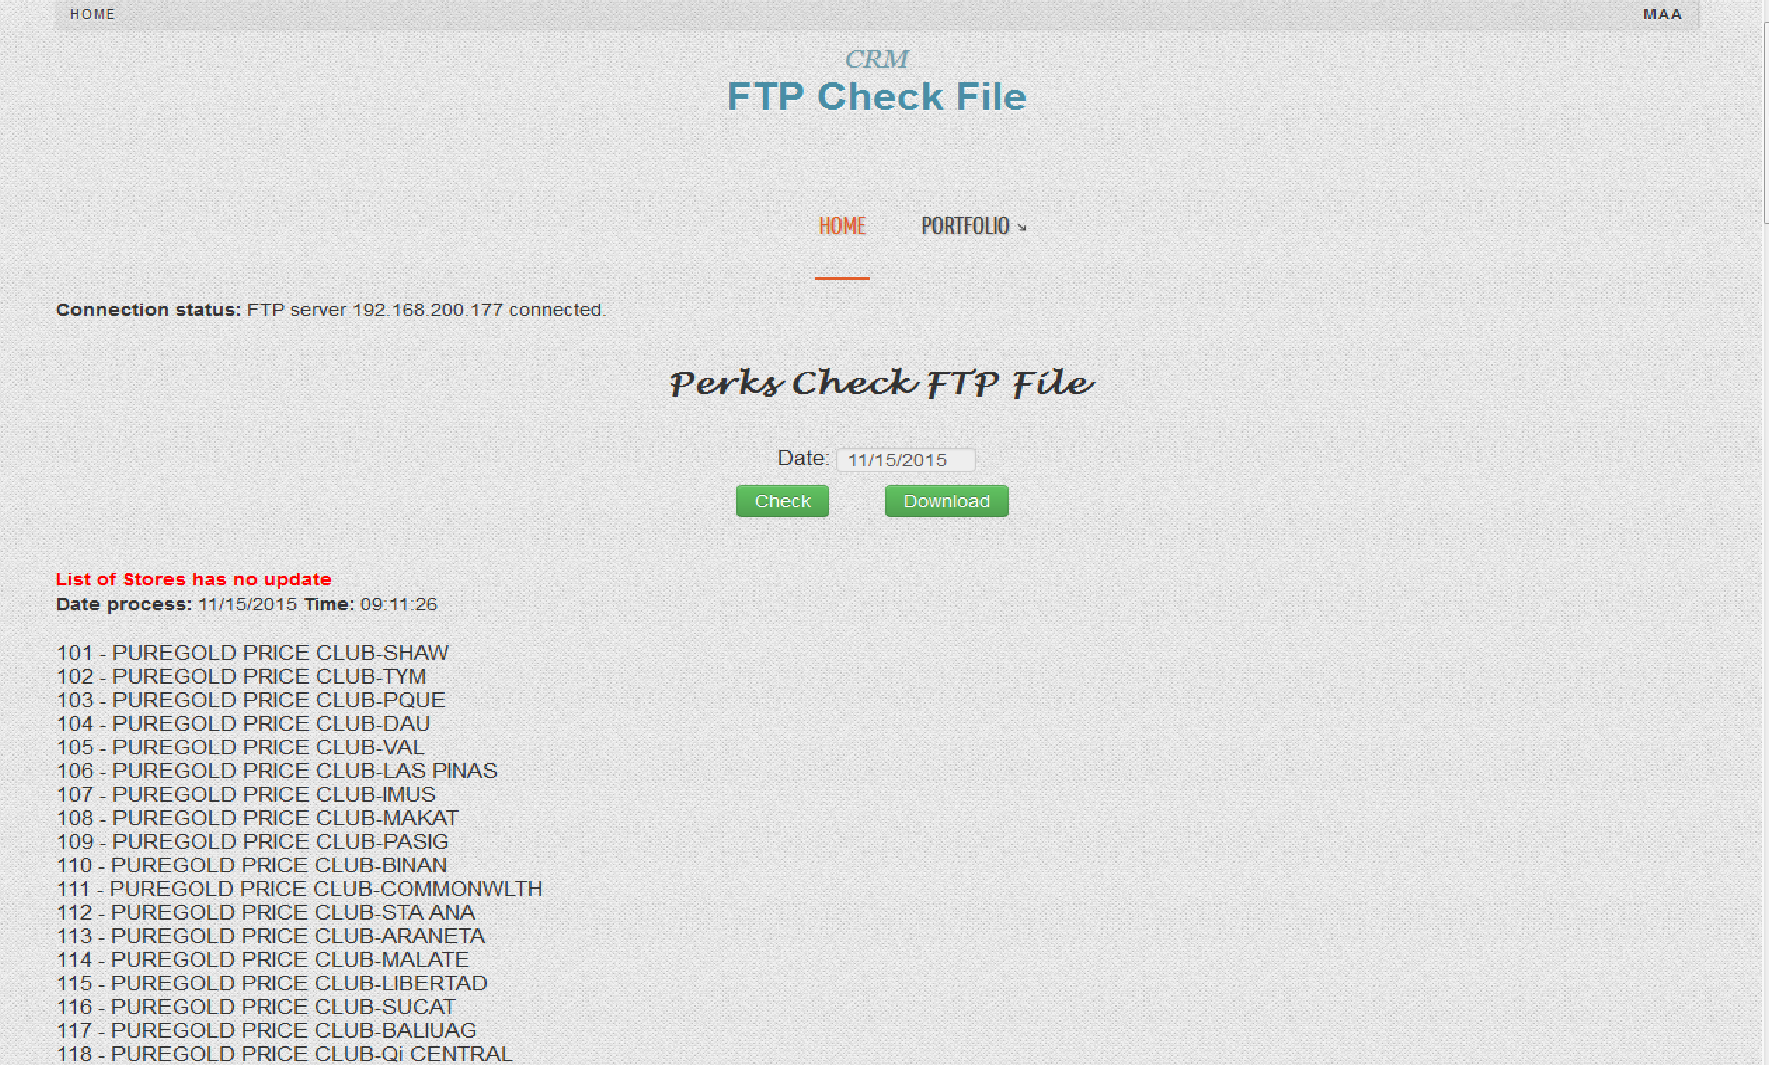 HOME MAA
CRM
FTP Check File
HOME PORTFOLIO ↘
Connection status: FTP server 192.168.200.177 connected.
Perks Check FTP File
Date: 11/15/2015
Check Download
List of Stores has no update
Date process: 11/15/2015 Time: 09:11:26
101 - PUREGOLD PRICE CLUB-SHAW
102 - PUREGOLD PRICE CLUB-TYM
103 - PUREGOLD PRICE CLUB-PQUE
104 - PUREGOLD PRICE CLUB-DAU
105 - PUREGOLD PRICE CLUB-VAL
106 - PUREGOLD PRICE CLUB-LAS PINAS
107 - PUREGOLD PRICE CLUB-IMUS
108 - PUREGOLD PRICE CLUB-MAKAT
109 - PUREGOLD PRICE CLUB-PASIG
110 - PUREGOLD PRICE CLUB-BINAN
111 - PUREGOLD PRICE CLUB-COMMONWLTH
112 - PUREGOLD PRICE CLUB-STA ANA
113 - PUREGOLD PRICE CLUB-ARANETA
114 - PUREGOLD PRICE CLUB-MALATE
115 - PUREGOLD PRICE CLUB-LIBERTAD
116 - PUREGOLD PRICE CLUB-SUCAT
117 - PUREGOLD PRICE CLUB-BALIUAG
118 - PUREGOLD PRICE CLUB-Qi CENTRAL